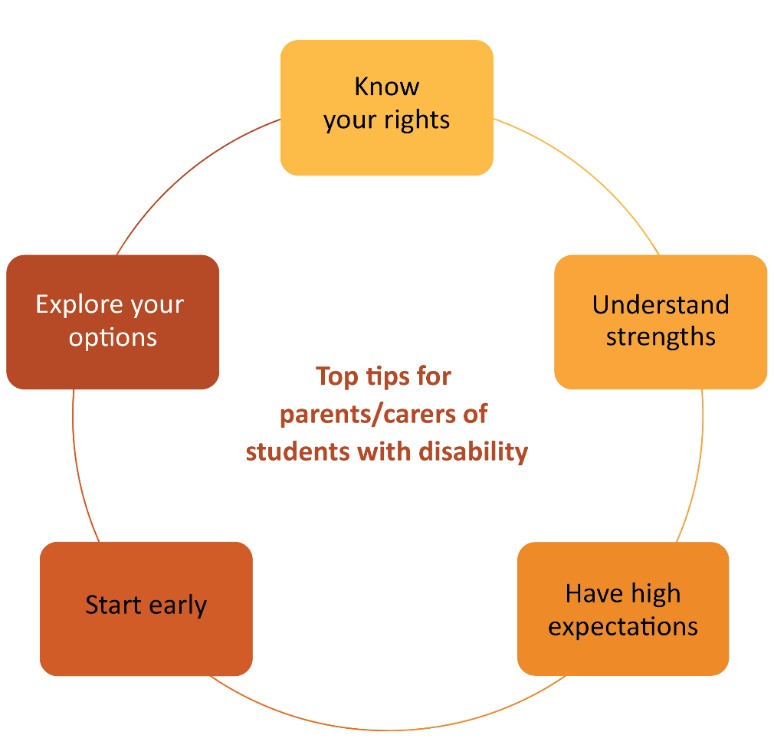 Know
your rights
Understand
strengths
Have high
expectations
Start early
Explore your
options
Top tips for
parents/carers of
students with disability